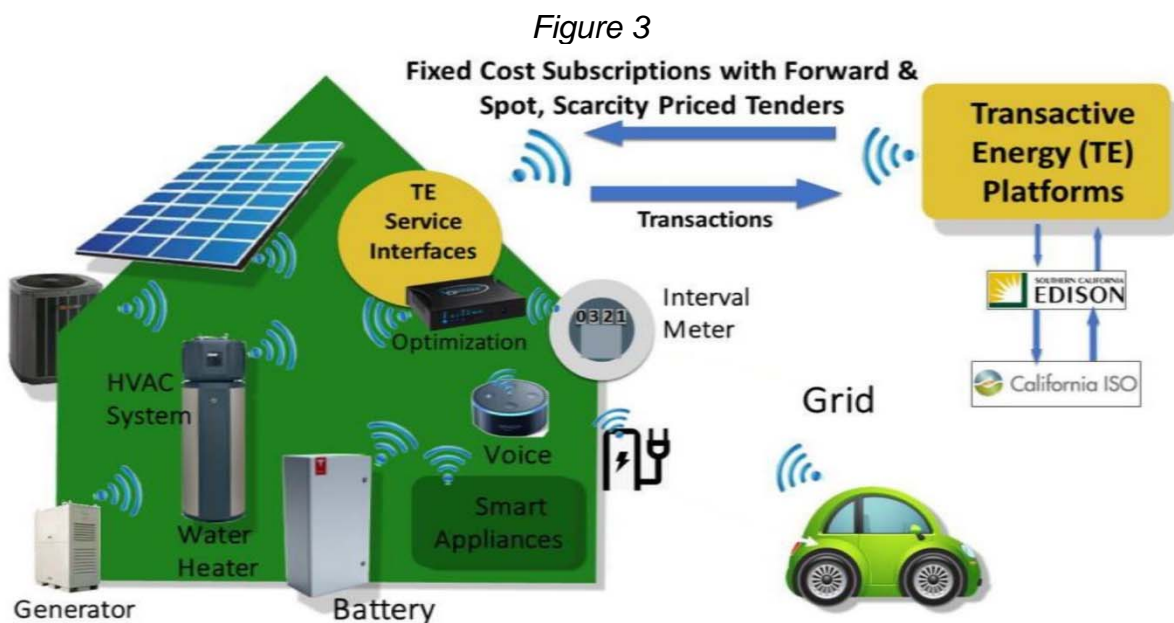 Figure 3
Fixed Cost Subscriptions with Forward &
Spot, Scarcity Priced Tenders
Transactive
Energy (TE)
Platforms
Transactions
TE
Service
Interfaces
SOUTHERN CALIFORNIA
EDISON
Interval
Meter
0321
Optimization
California ISO
HVAC
System
Grid
Voice
Smart
Appliances
Water
Heater
Generator
Battery